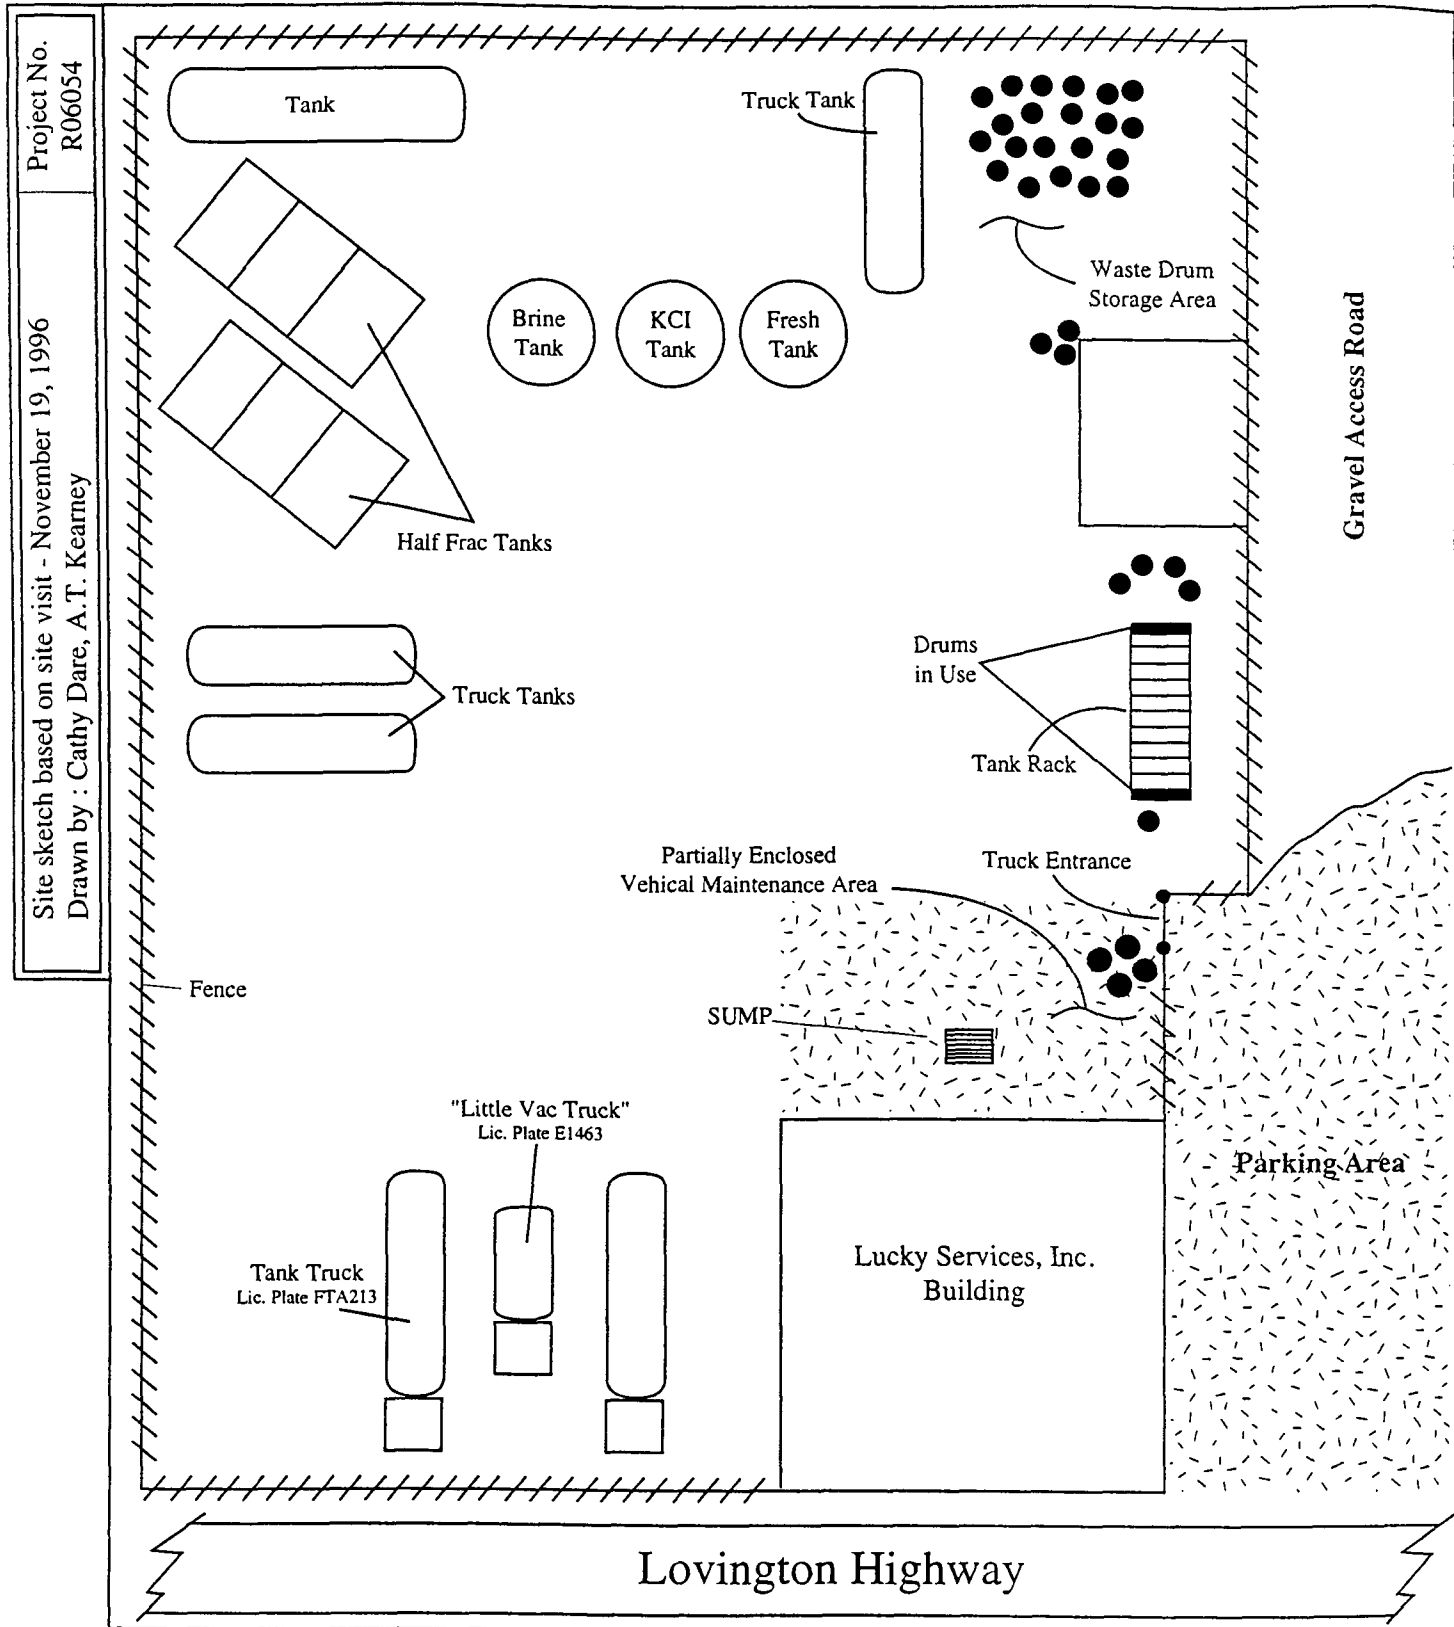 Project No.
R06054
Site sketch based on site visit - November 19, 1996
Drawn by : Cathy Dare, A.T. Kearney
Tank
Truck Tank
Waste Drum
Storage Area
Brine
Tank
KCI
Tank
Fresh
Tank
Gravel Access Road
Half Frac Tanks
Drums
in Use
Truck Tanks
Tank Rack
Partially Enclosed
Vehical Maintenance Area
Truck Entrance
Fence
SUMP
"Little Vac Truck"
Lic. Plate E1463
Parking Area
Tank Truck
Lic. Plate FTA213
Lucky Services, Inc.
Building
Lovington Highway